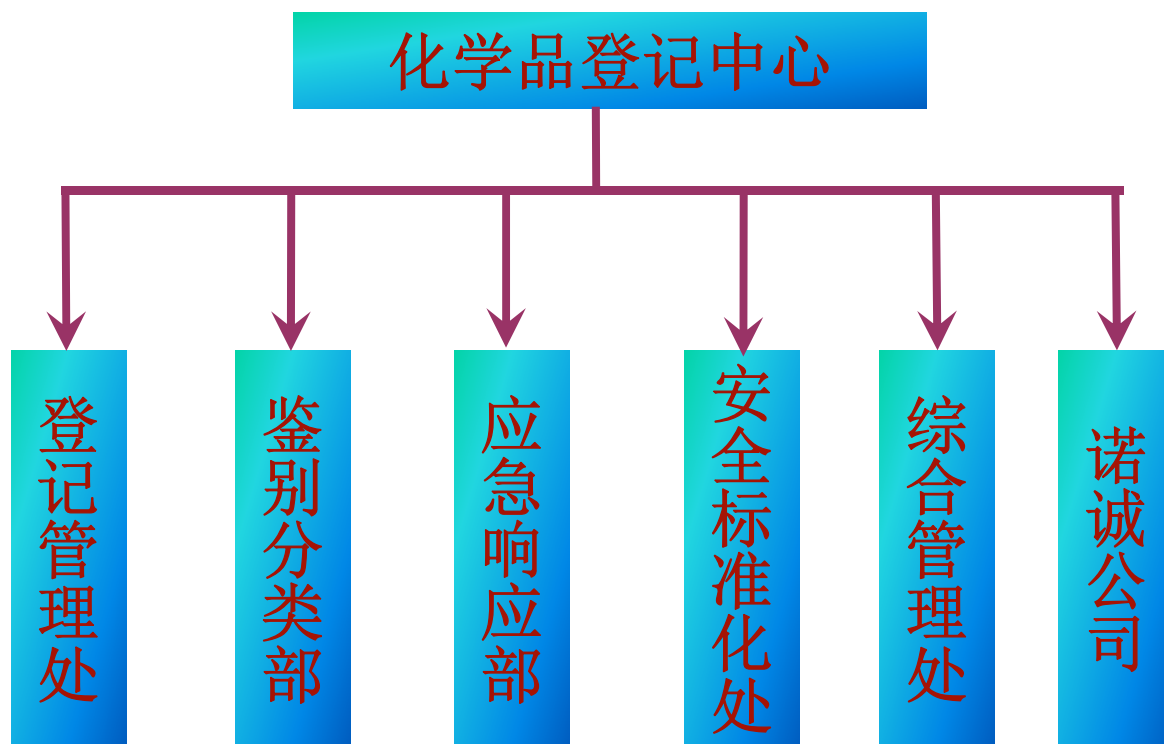 化学品登记中心
登记管理处
鉴别分类部
应急响应部
安全标准化处
综合管理处
诺诚公司